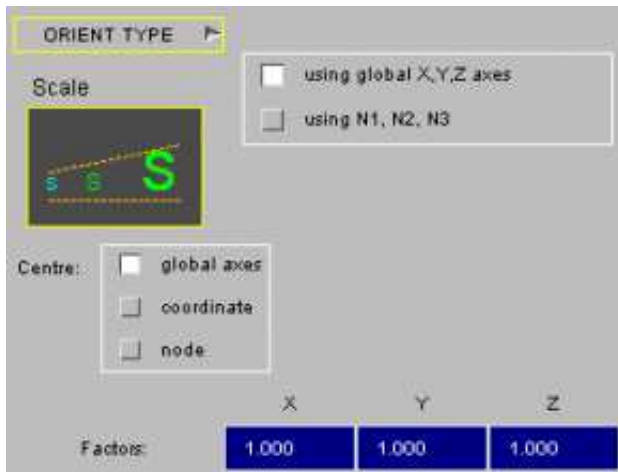 ORIENT TYPE
using global X,Y,Z axes
Scale
using N1, N2, N3
s S S
Centre: global axes
coordinate
node
X Y Z
Factors: 1.000 1.000 1.000